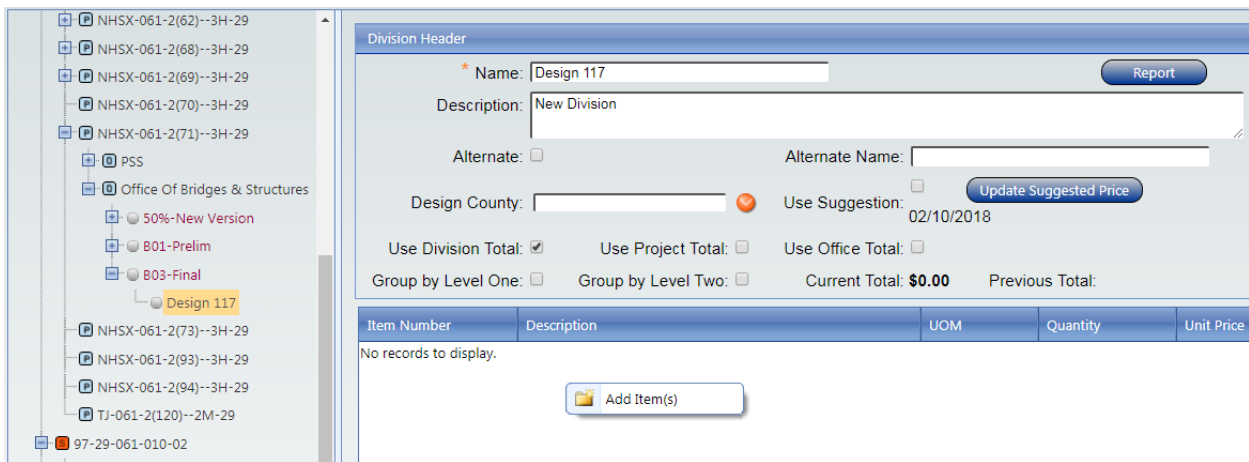 NHSX-061-2(62)--3H-29
NHSX-061-2(68)--3H-29
NHSX-061-2(69)--3H-29
NHSX-061-2(70)--3H-29
NHSX-061-2(71)--3H-29
PSS
Office Of Bridges & Structures
50%-New Version
B01-Prelim
B03-Final
Design 117
NHSX-061-2(73)--3H-29
NHSX-061-2(93)--3H-29
NHSX-061-2(94)--3H-29
TJ-061-2(120)--2M-29
97-29-061-010-02
Division Header
* Name: Design 117 Report
Description: New Division
Alternate: Alternate Name:
Design County: Use Suggestion: Update Suggested Price
02/10/2018
Use Division Total: Use Project Total: Use Office Total:
Group by Level One: Group by Level Two: Current Total: $0.00 Previous Total:
Item Number Description UOM Quantity Unit Price
No records to display.
Add Item(s)